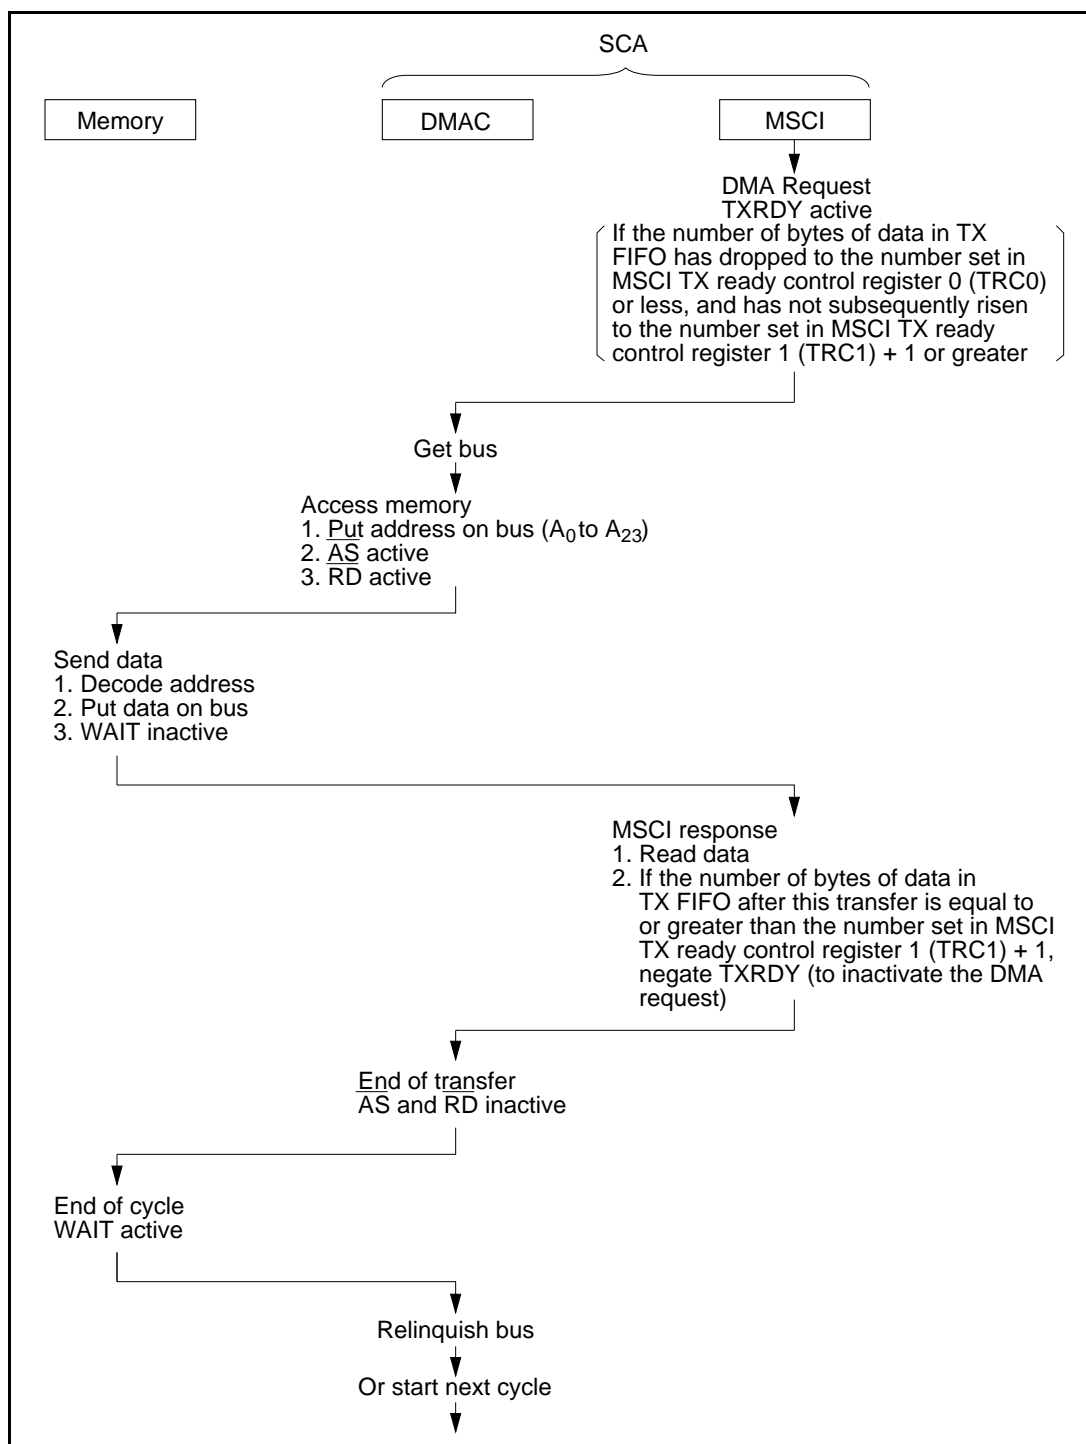 SCA
Memory
DMAC
MSCI
DMA Request
TXRDY active
If the number of bytes of data in TX
FIFO has dropped to the number set in
MSCI TX ready control register 0 (TRC0)
or less, and has not subsequently risen
to the number set in MSCI TX ready
control register 1 (TRC1) + 1 or greater
Get bus
Access memory
1. Put address on bus (A0 to A23)
2. AS active
3. RD active
Send data
1. Decode address
2. Put data on bus
3. WAIT inactive
MSCI response
1. Read data
2. If the number of bytes of data in
TX FIFO after this transfer is equal to
or greater than the number set in MSCI
TX ready control register 1 (TRC1) + 1,
negate TXRDY (to inactivate the DMA
request)
End of transfer
AS and RD inactive
End of cycle
WAIT active
Relinquish bus
Or start next cycle